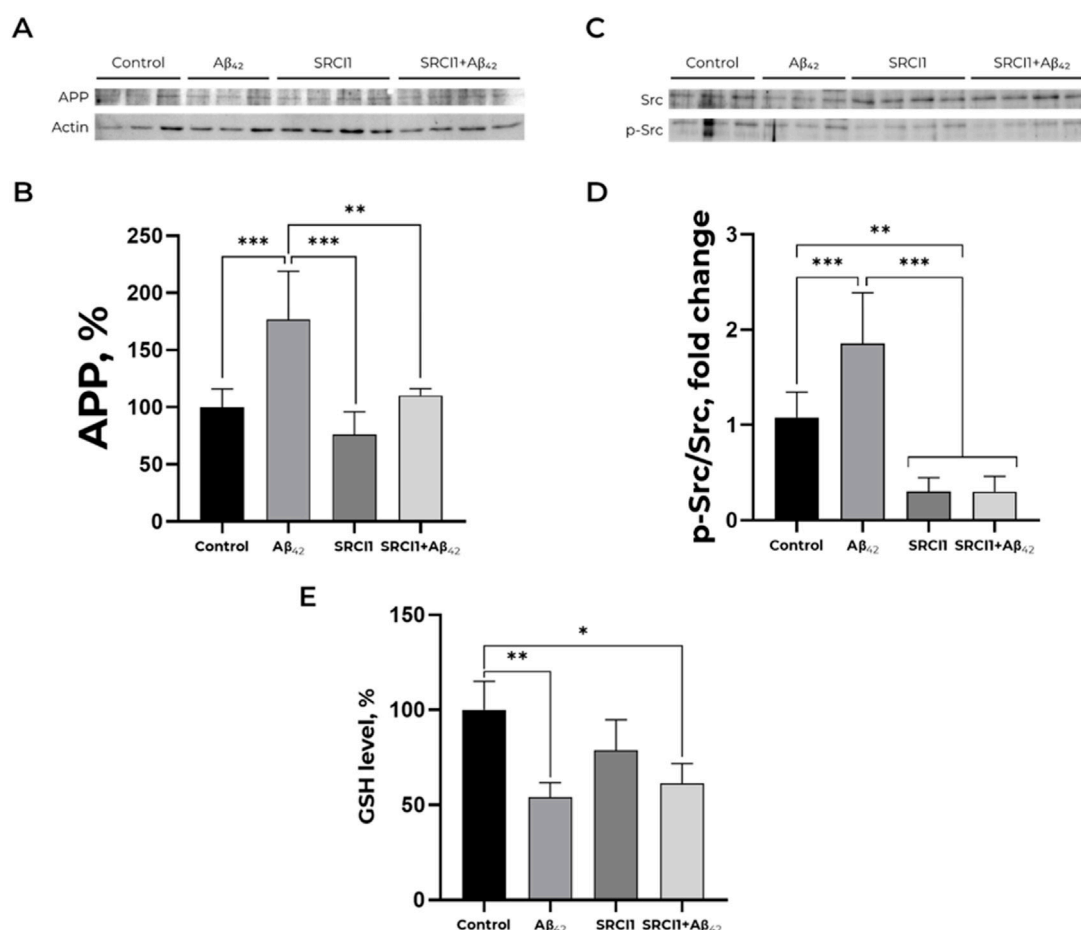 A
Control Aβ₄₂ SRCI1 SRCI1+Aβ₄₂
APP
Actin
C
Control Aβ₄₂ SRCI1 SRCI1+Aβ₄₂
Src
p-Src
B
APP, %
250
200
150
100
50
0
*** *** **
Control Aβ₄₂ SRCI1 SRCI1+Aβ₄₂
D
p-Src/Src, fold change
3
2
1
0
**
*** ***
Control Aβ₄₂ SRCI1 SRCI1+Aβ₄₂
E
GSH level, %
150
100
50
0
*
**
Control Aβ₄₂ SRCI1 SRCI1+Aβ₄₂